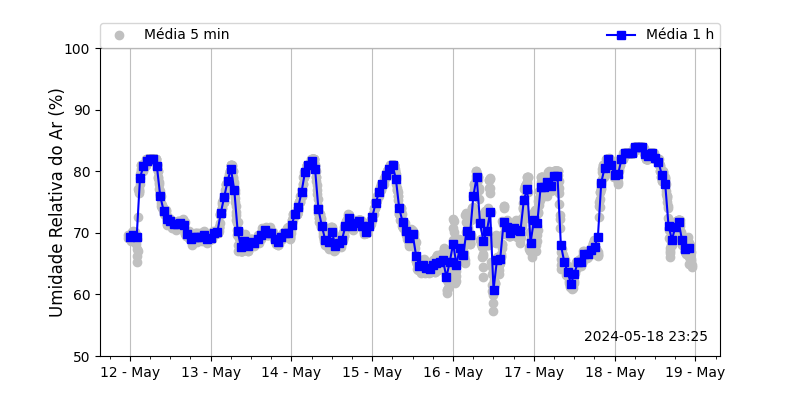 Média 5 min
Média 1 h
100
90
80
70
60
50
Umidade Relativa do Ar (%)
2024-05-18 23:25
12 - May
13 - May
14 - May
15 - May
16 - May
17 - May
18 - May
19 - May